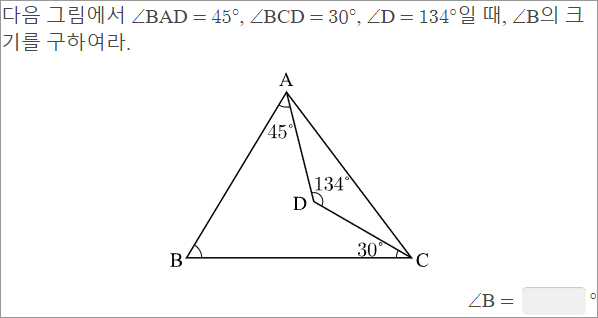 다음 그림에서 ∠BAD = 45°, ∠BCD = 30°, ∠D = 134°일 때, ∠B의 크
기를 구하여라.
A
45°
134°
D
B
30°
C
∠B = °